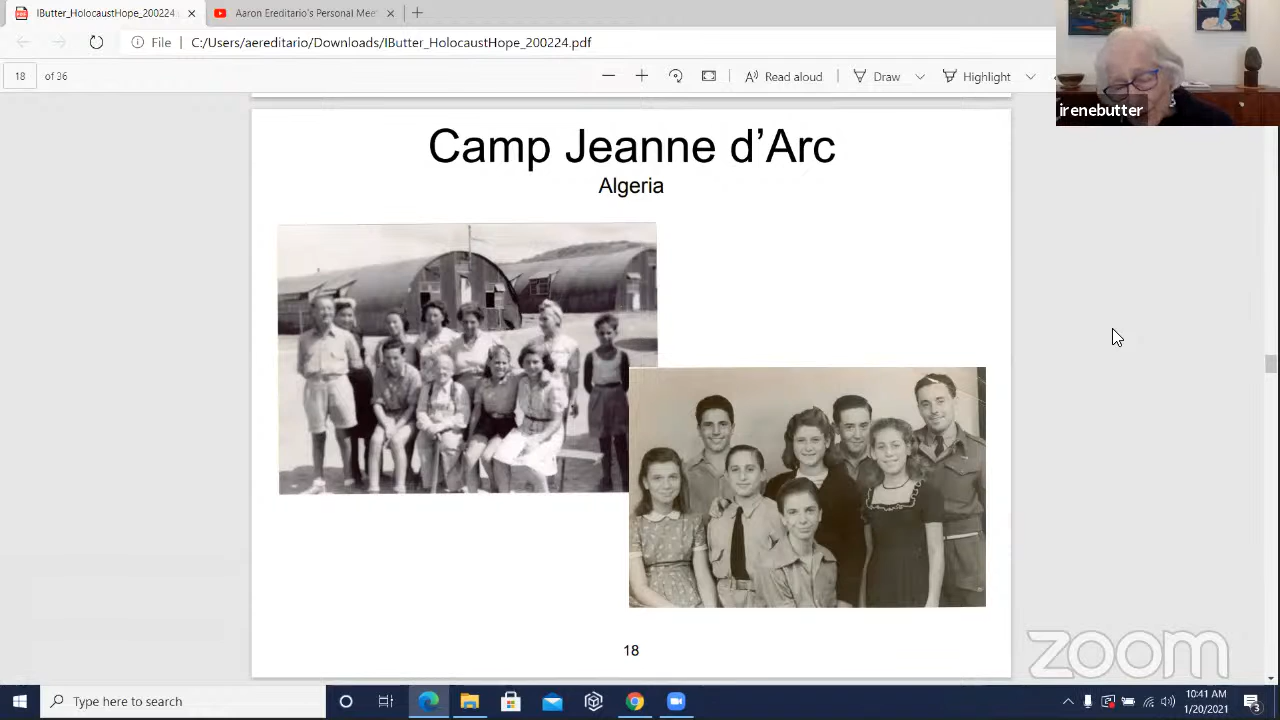 IButter_HolocaustHope_200224
Aaron Ereditario's Personal Mee
File
C:/Users/aereditario/Downloads/IButter_HolocaustHope_200224.pdf
18 of 36
Read aloud
Draw
Highlight
irenebutter
Camp Jeanne d’Arc
Algeria
18
zoom
Type here to search
10:41 AM
1/20/2021
3